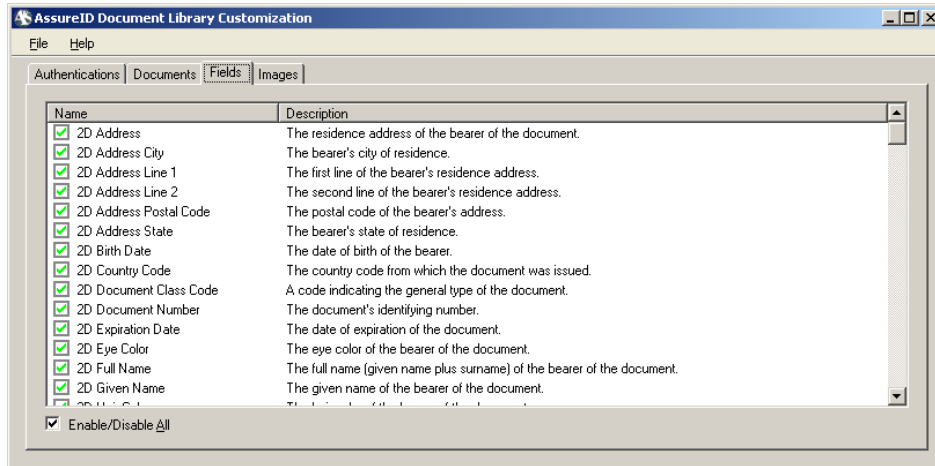 AssureID Document Library Customization
File Help
Authentications Documents Fields Images
Name Description
2D Address The residence address of the bearer of the document.
2D Address City The bearer's city of residence.
2D Address Line 1 The first line of the bearer's residence address.
2D Address Line 2 The second line of the bearer's residence address.
2D Address Postal Code The postal code of the bearer's address.
2D Address State The bearer's state of residence.
2D Birth Date The date of birth of the bearer.
2D Country Code The country code from which the document was issued.
2D Document Class Code A code indicating the general type of the document.
2D Document Number The document's identifying number.
2D Expiration Date The date of expiration of the document.
2D Eye Color The eye color of the bearer of the document.
2D Full Name The full name (given name plus surname) of the bearer of the document.
2D Given Name The given name of the bearer of the document.
Enable/Disable All